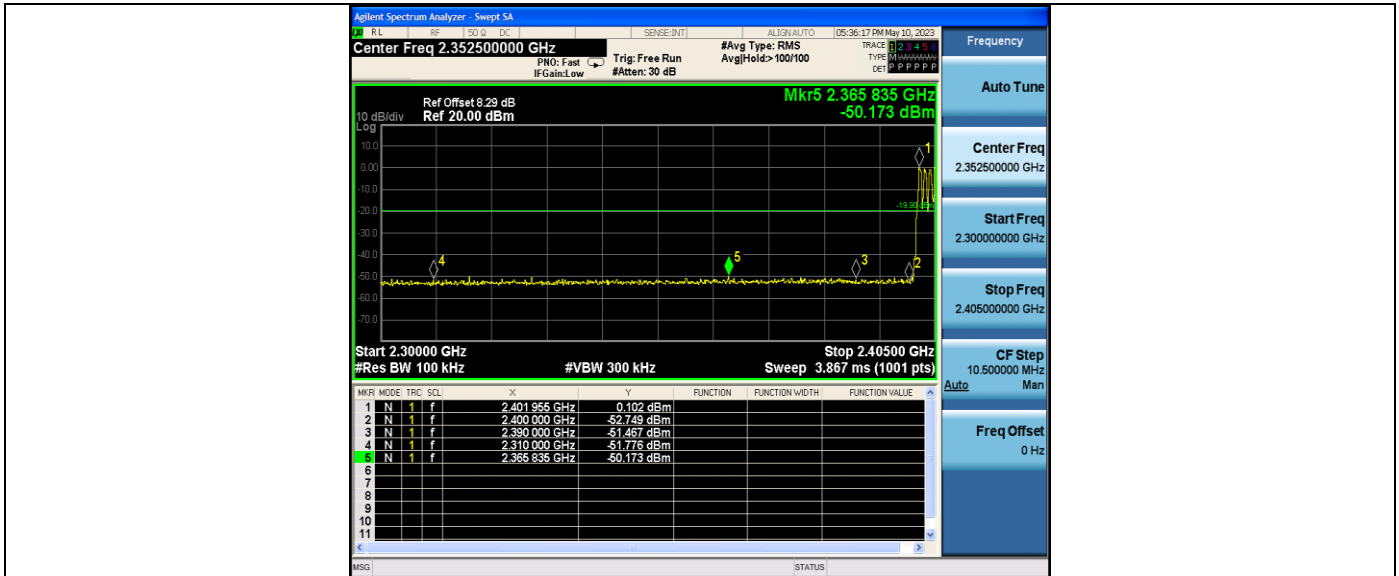 Agilent Spectrum Analyzer - Swept SA
RL RF 50 Ω DC SENSE:INT ALIGN AUTO 05:36:17 PM May 10, 2023
Center Freq 2.352500000 GHz
PNO: Fast
IFGain:Low
Trig: Free Run
#Atten: 30 dB
#Avg Type: RMS
Avg|Hold:>100/100
TRACE 1 2 3 4 5 6
TYPE M
DET P P P P P P
Ref Offset 8.29 dB
10 dB/div Ref 20.00 dBm
Log
Mkr5 2.365 835 GHz
-50.173 dBm
10.0
0.00
-10.0
-20.0
-30.0
-40.0
-50.0
-60.0
-70.0
1
2
3
4
5
Start 2.30000 GHz Stop 2.40500 GHz
#Res BW 100 kHz #VBW 300 kHz Sweep 3.867 ms (1001 pts)
MKR MODE TRC SCL X Y FUNCTION FUNCTION WIDTH FUNCTION VALUE
1 N 1 f 2.401 955 GHz 0.102 dBm
2 N 1 f 2.400 000 GHz -52.749 dBm
3 N 1 f 2.390 000 GHz -51.467 dBm
4 N 1 f 2.310 000 GHz -51.776 dBm
5 N 1 f 2.365 835 GHz -50.173 dBm
6
7
8
9
10
11
MSG STATUS
Frequency
Auto Tune
Center Freq
2.352500000 GHz
Start Freq
2.300000000 GHz
Stop Freq
2.405000000 GHz
CF Step
10.500000 MHz
Auto Man
Freq Offset
0 Hz